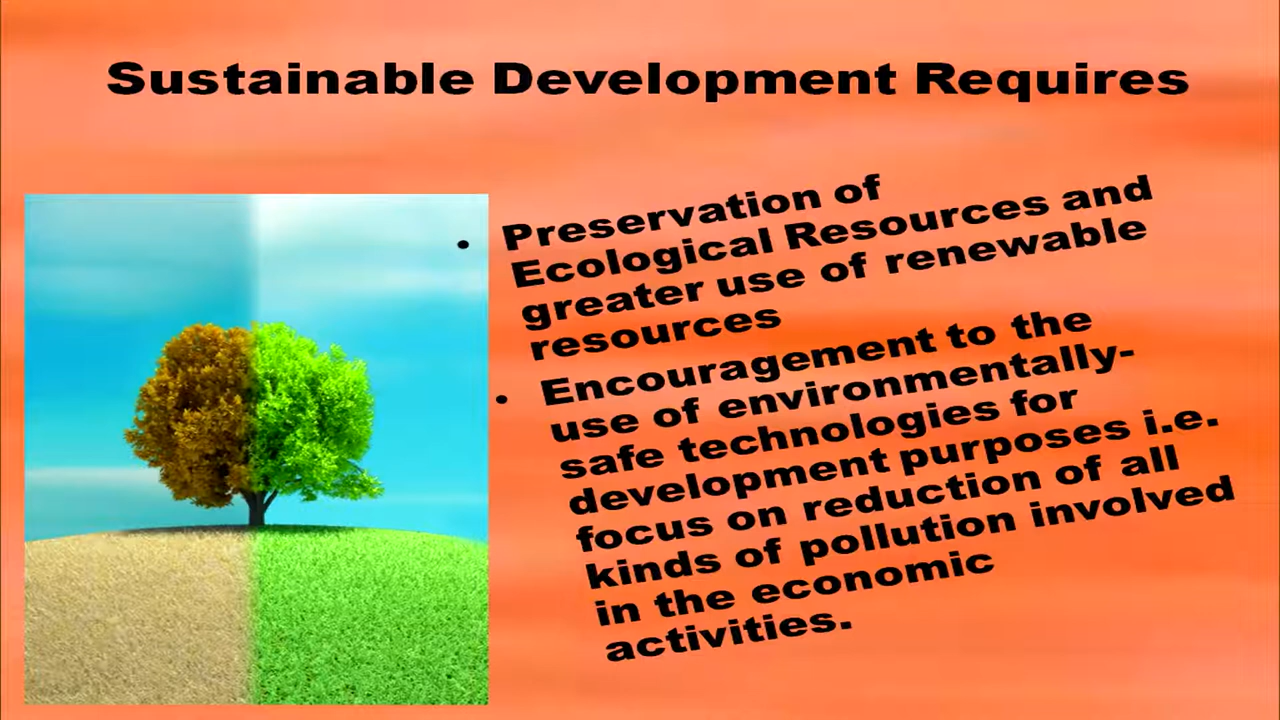 Sustainable Development Requires
• Preservation of
Ecological Resources and
greater use of renewable
resources
• Encouragement to the
use of environmentally-
safe technologies for
development purposes i.e.
focus on reduction of all
kinds of pollution involved
in the economic
activities.